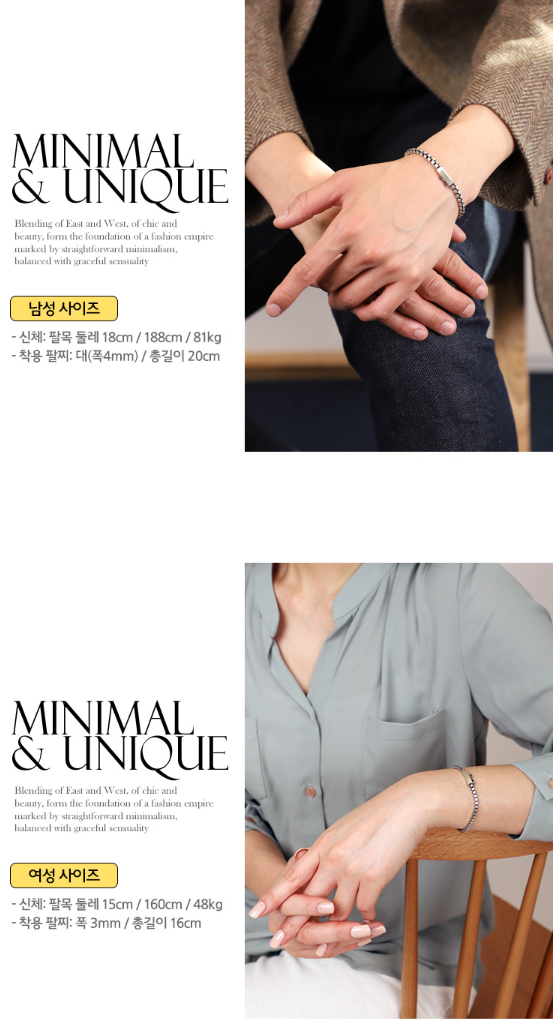 MINIMAL
& UNIQUE
Blending of East and West, of chic and
beauty, form the foundation of a fashion empire
marked by straightforward minimalism,
balanced with graceful sensuality
남성 사이즈
- 신체: 팔목 둘레 18cm / 188cm / 81kg
- 착용 팔찌: 대(폭4mm) / 총길이 20cm
MINIMAL
& UNIQUE
Blending of East and West, of chic and
beauty, form the foundation of a fashion empire
marked by straightforward minimalism,
balanced with graceful sensuality
여성 사이즈
- 신체: 팔목 둘레 15cm / 160cm / 48kg
- 착용 팔찌: 폭 3mm / 총길이 16cm